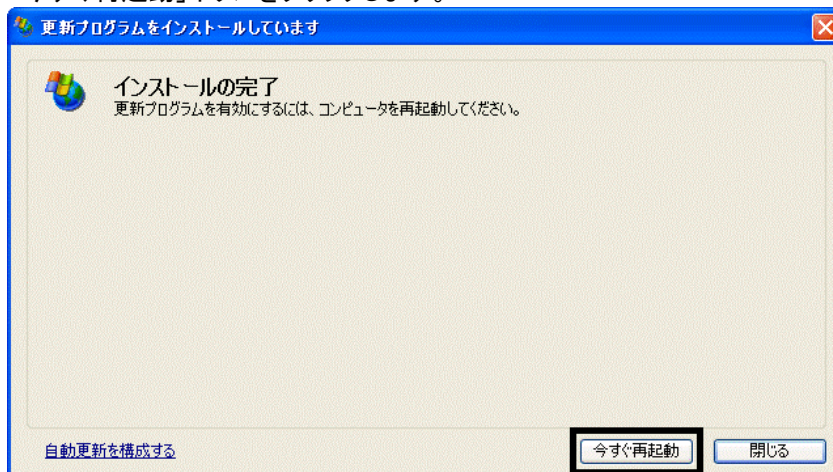 更新プログラムをインストールしています
インストールの完了
更新プログラムを有効にするには、コンピュータを再起動してください。
自動更新を構成する
今すぐ再起動
閉じる